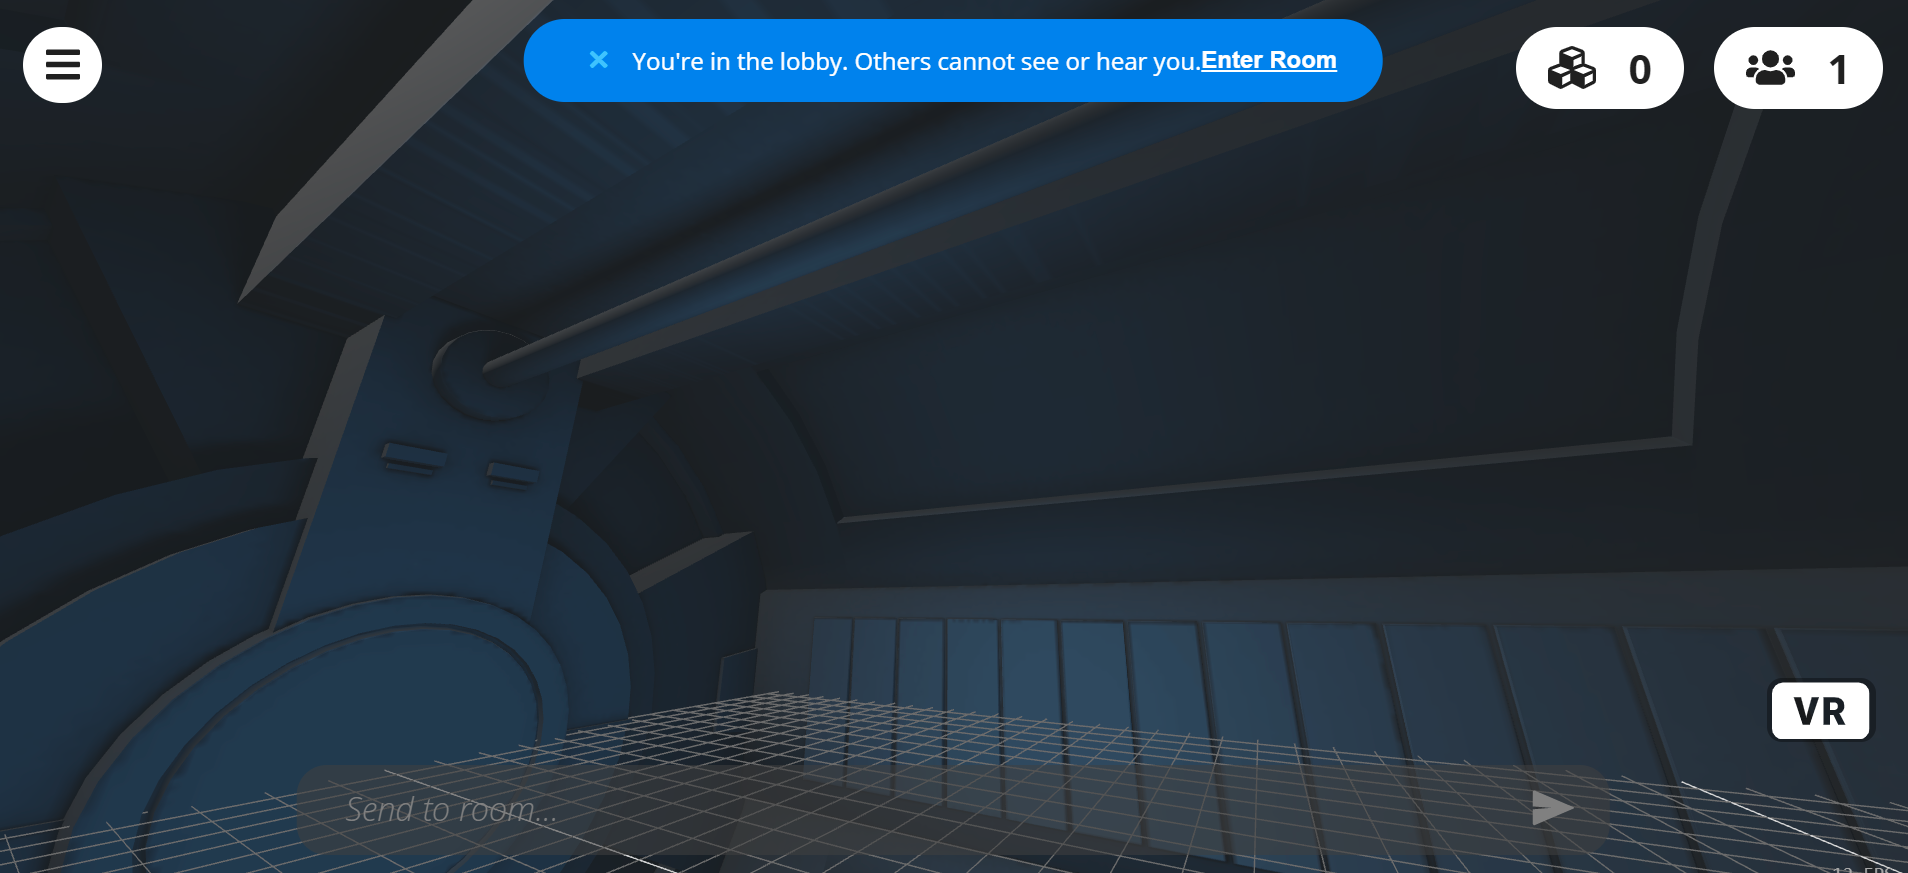 You're in the lobby. Others cannot see or hear you.Enter Room
0
1
VR
Send to room...